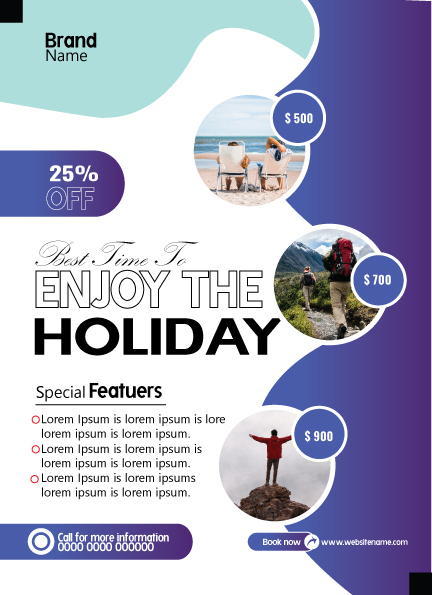 Brand
Name
$ 500
25%
OFF
Best Time To
ENJOY THE
HOLIDAY
$ 700
Special Featuers
Lorem Ipsum is lorem ipsum is lore
lorem ipsum is lorem ipsum.
Lorem Ipsum is lorem ipsum is
lorem ipsum is lorem ipsum.
Lorem Ipsum is lorem ipsums
lorem ipsum is lorem ipsum.
$ 900
Call for more information
0000 0000 000000
Book now
www.websitename.com